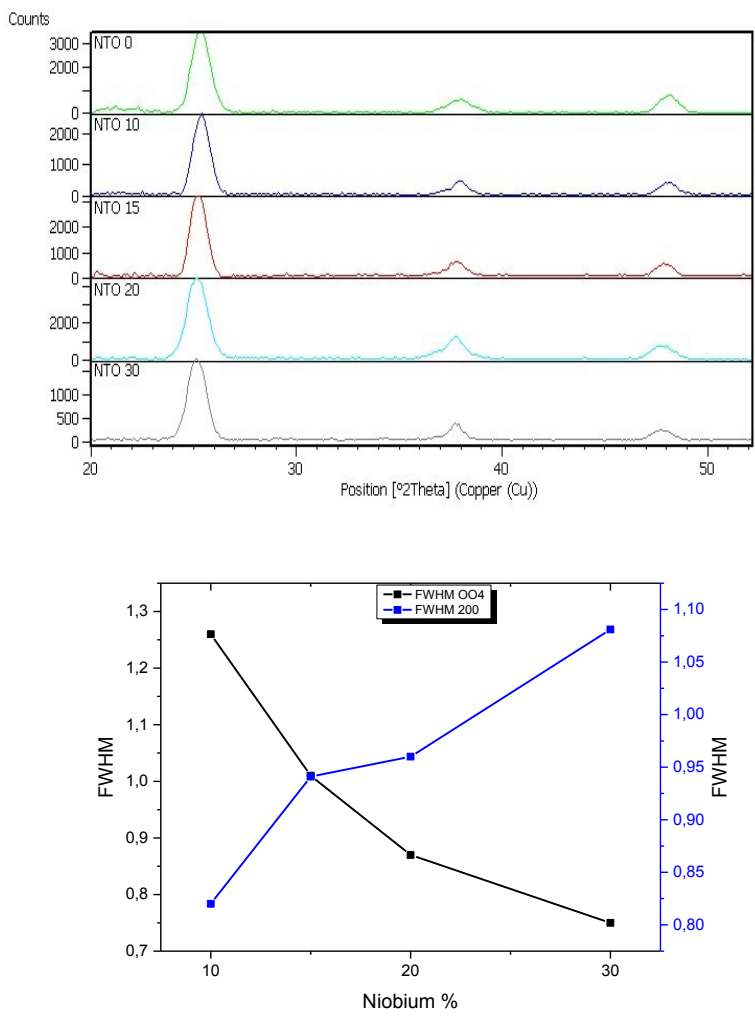 Counts
3000
2000
0
NTO 0
2000
1000
0
NTO 10
2000
1000
0
NTO 15
2000
0
NTO 20
1000
500
0
NTO 30
20 30 40 50
Position [°2Theta] (Copper (Cu))
FWHM OO4
FWHM 200
1,3
1,2
1,1
1,0
0,9
0,8
0,7
FWHM
1,10
1,05
1,00
0,95
0,90
0,85
0,80
FWHM
10 20 30
Niobium %